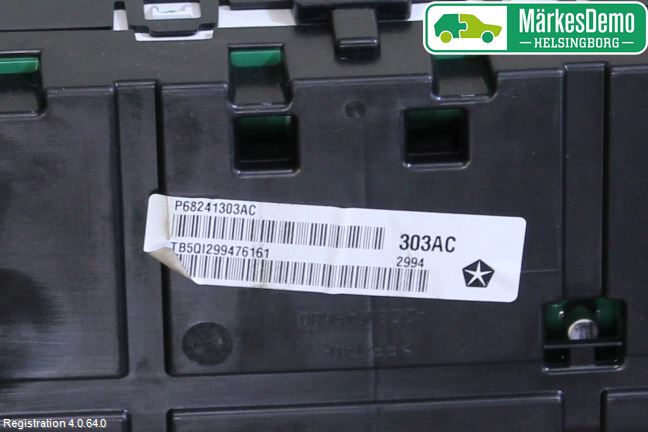 MärkesDemo
HELSINGBORG
P68241303AC
303AC
TB5QI299476161
2994
Registration 4.0.64.0